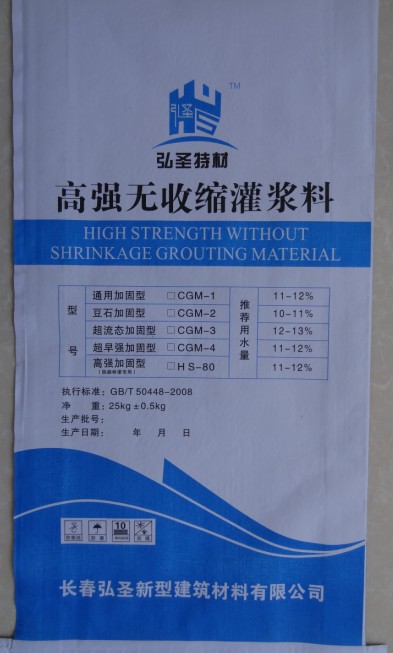 TM
弘圣特材
高强无收缩灌浆料
HIGH STRENGTH WITHOUT
SHRINKAGE GROUTING MATERIAL
型号
通用加固型 □CGM-1
豆石加固型 □CGM-2
超流态加固型 □CGM-3
超早强加固型 □CGM-4
高强加固型 □HS-80
推荐用水量
11-12%
10-11%
12-13%
11-12%
11-12%
执行标准: GB/T 50448-2008
净 重: 25kg±0.5kg
生产批号:
生产日期: 年 月 日
10
长春弘圣新型建筑材料有限公司